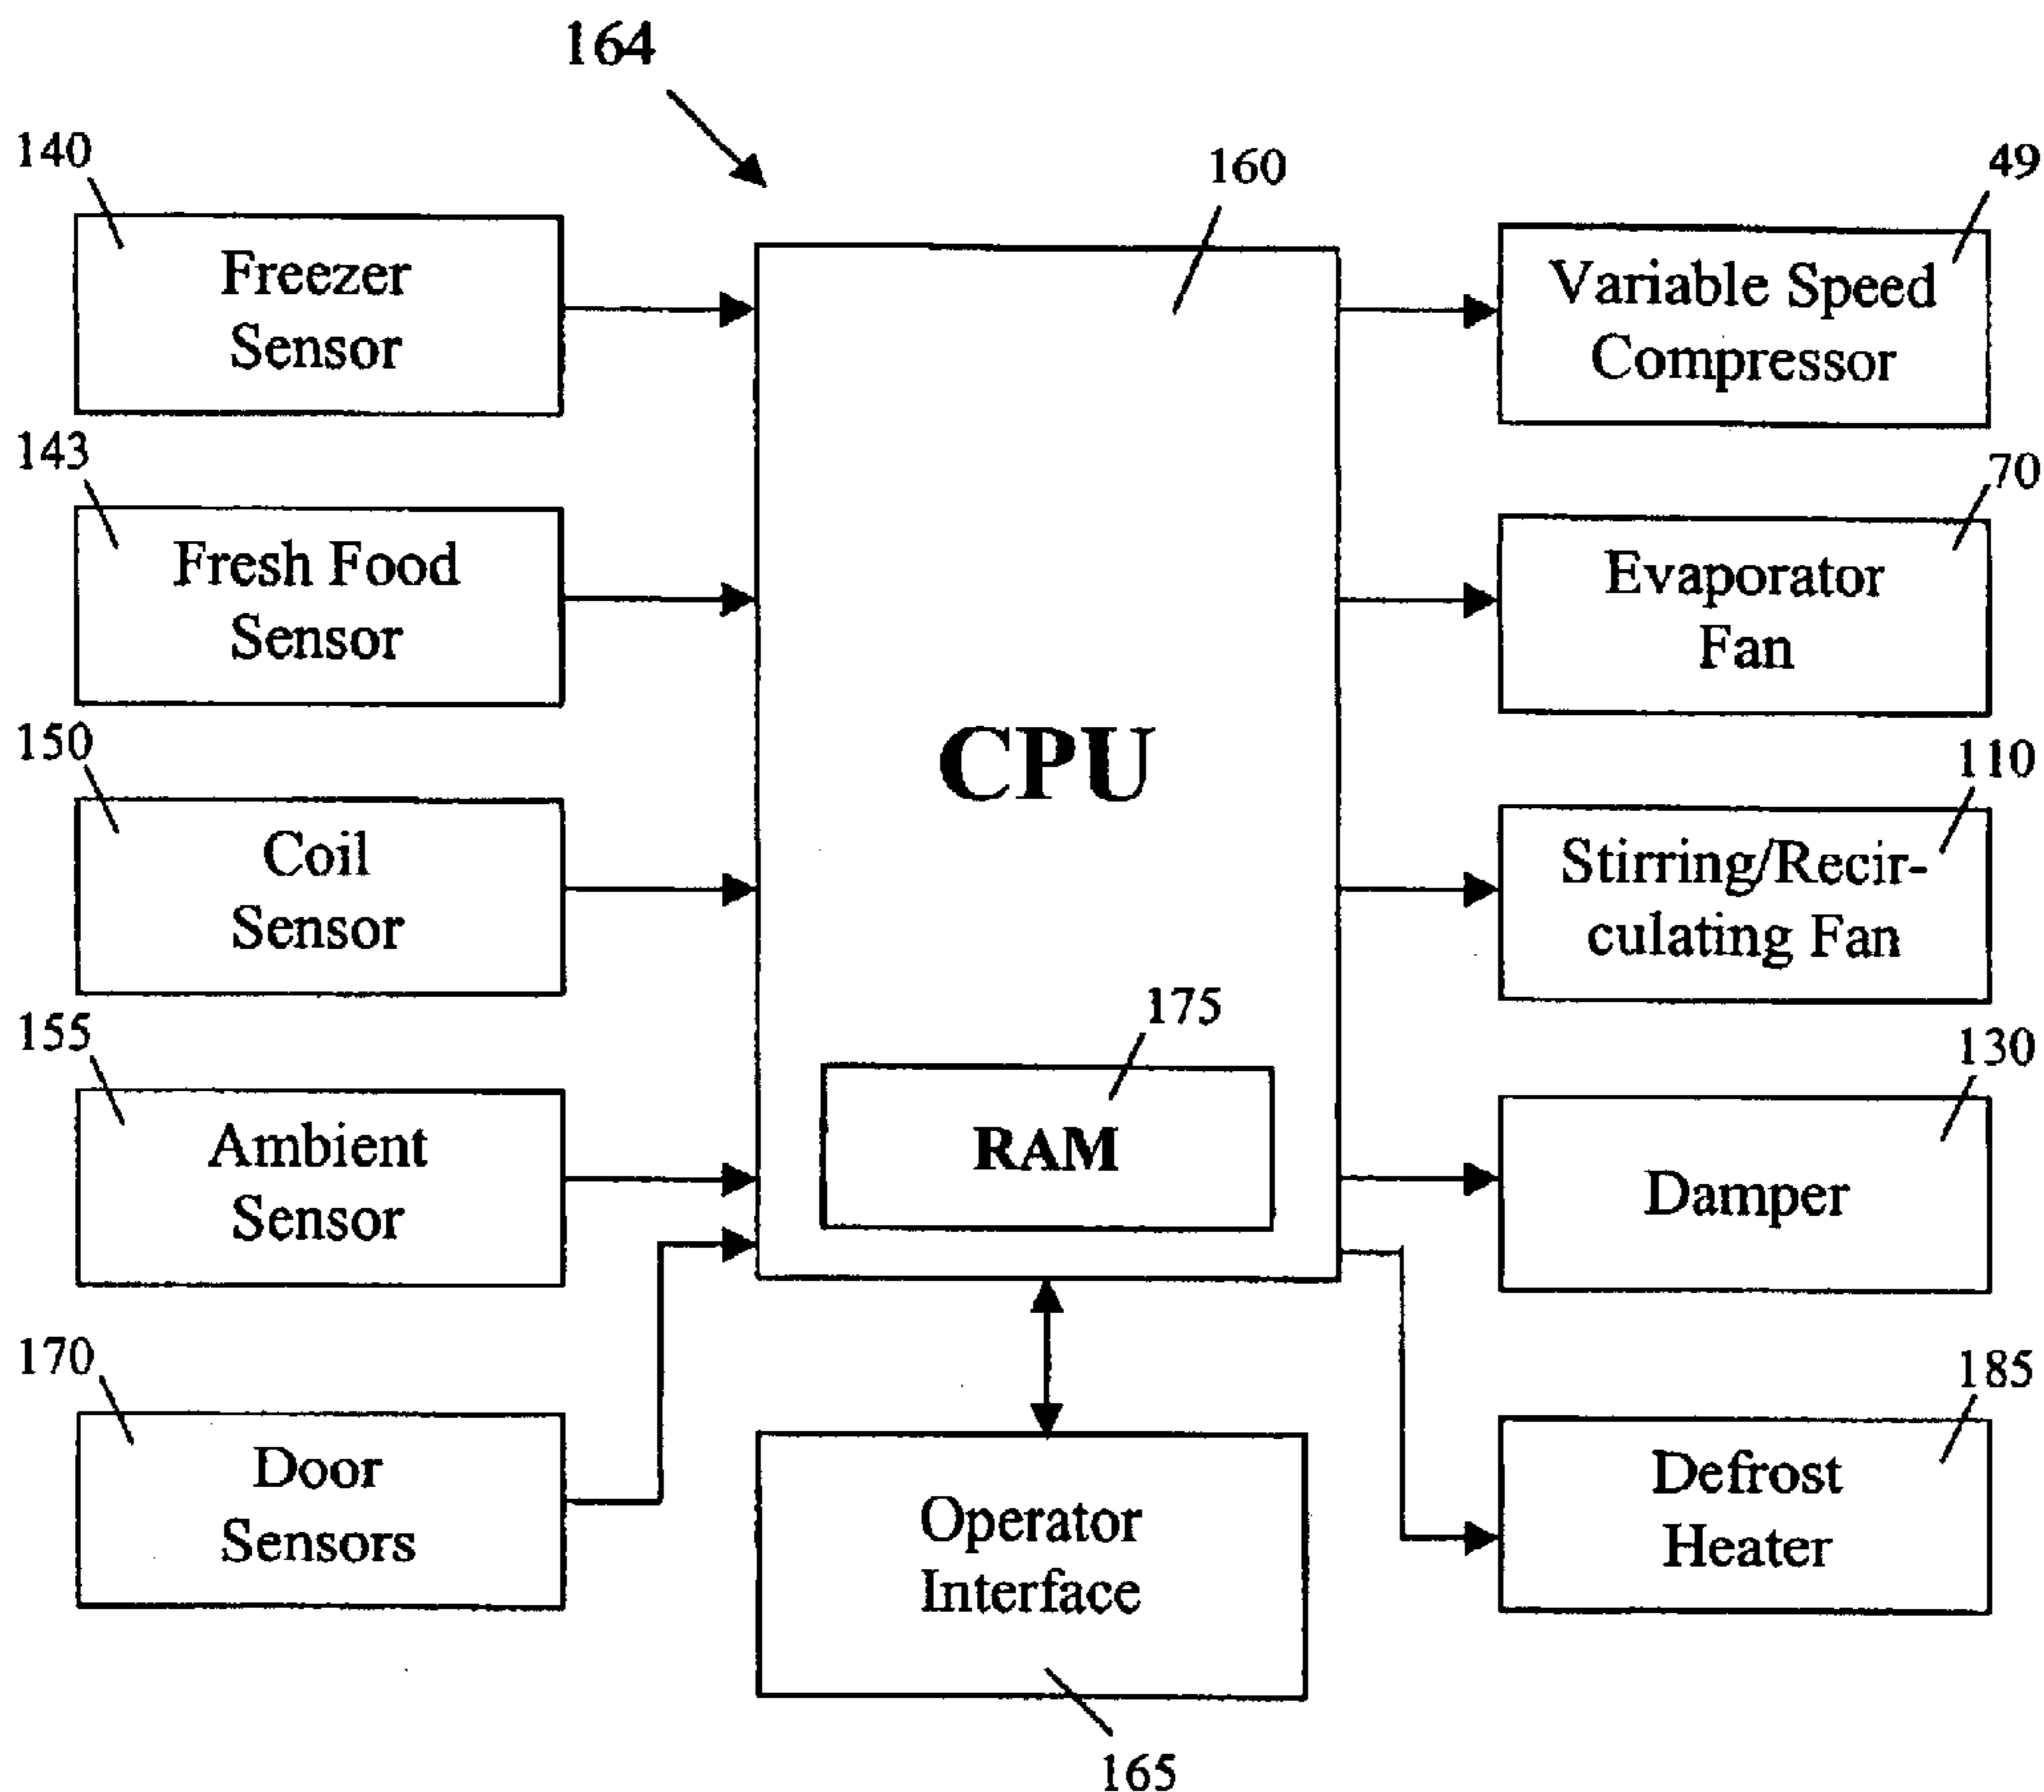 164
140
Freezer
Sensor
143
Fresh Food
Sensor
150
Coil
Sensor
155
Ambient
Sensor
170
Door
Sensors
160
CPU
175
RAM
Operator
Interface
165
49
Variable Speed
Compressor
70
Evaporator
Fan
110
Stirring/Recir-
culating Fan
130
Damper
185
Defrost
Heater